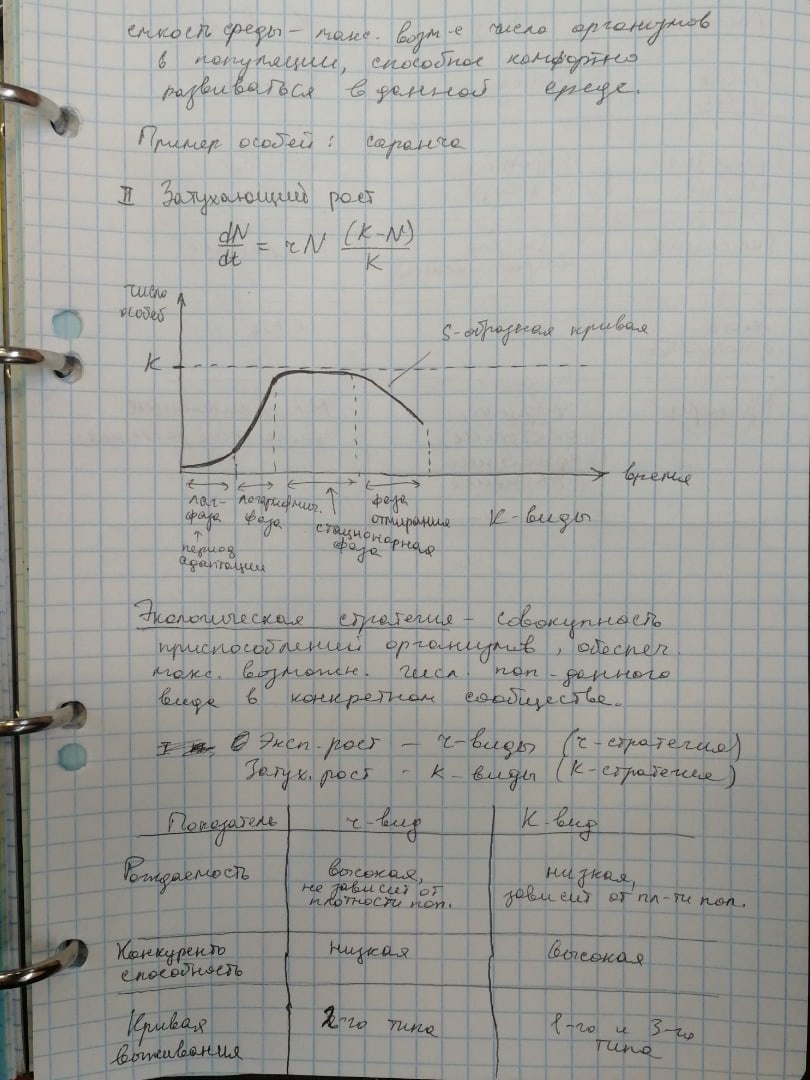 емкость среды – макс. возм-е число организмов
в популяции, способное комфортно
развиваться в данной среде.
Пример особей: саранча
II Затухающий рост
dN/dt = rN (K-N)/K
число
особей
K
S-образная кривая
время
лаг-
фаза
↑
период
адаптации
логарифмич.
фаза
стационарная
фаза
фаза
отмирания
K-виды
Экологическая стратегия – совокупность
приспособлений организмов, обеспеч.
макс. возможн. числ. поп-данного
вида в конкретном сообществе.
Эксп. рост – r-виды (r-стратегия)
Затух. рост - K-виды (K-стратегия)
Показатель r-вид K-вид
Рождаемость
высокая,
не зависит от
плотности поп.
низкая,
зависит от пл-ти поп.
Конкуренто
способность
низкая
высокая
Кривая
выживания
2-го типа
1-го и 3-го
типа